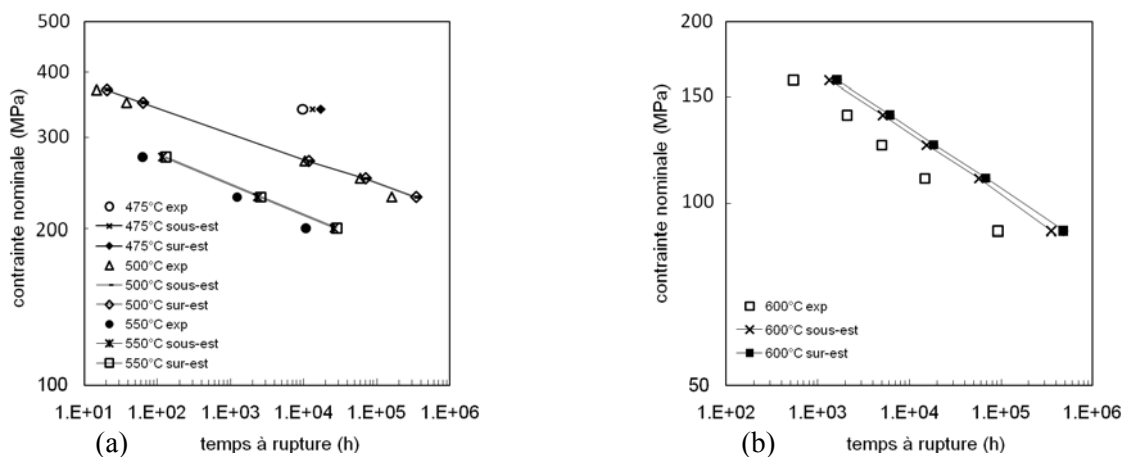 500
400
300
200
100
contrainte nominale (MPa)
475°C exp
475°C sous-est
475°C sur-est
500°C exp
500°C sous-est
500°C sur-est
550°C exp
550°C sous-est
550°C sur-est
1.E+01 1.E+02 1.E+03 1.E+04 1.E+05 1.E+06
(a) temps à rupture (h)
200
150
100
50
contrainte nominale (MPa)
600°C exp
600°C sous-est
600°C sur-est
1.E+02 1.E+03 1.E+04 1.E+05 1.E+06
(b) temps à rupture (h)